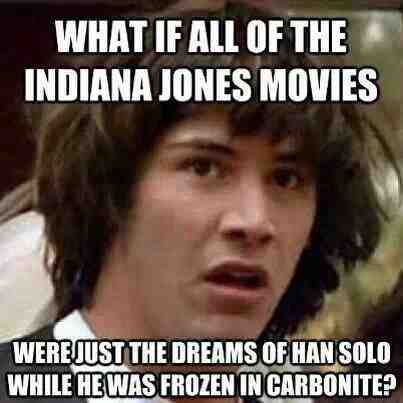 WHAT IF ALL OF THE
INDIANA JONES MOVIES
WERE JUST THE DREAMS OF HAN SOLO
WHILE HE WAS FROZEN IN CARBONITE?